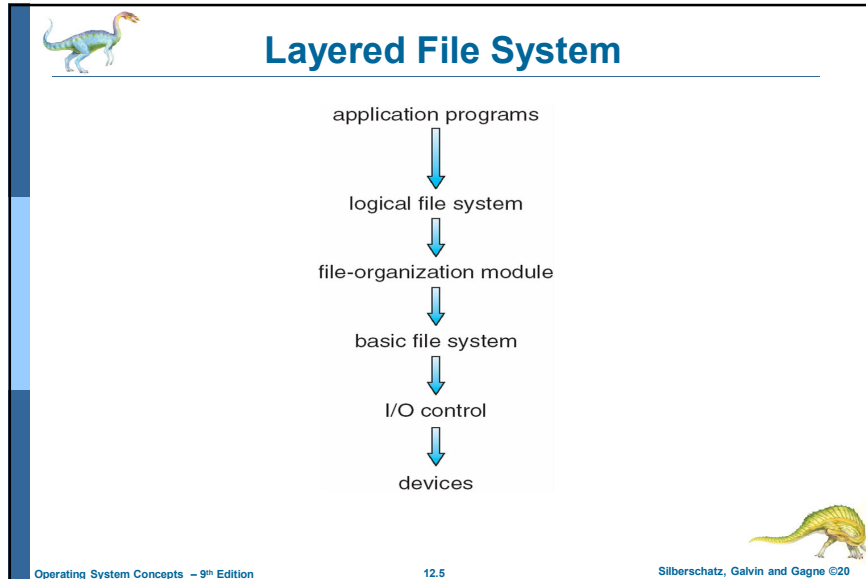 Layered File System
application programs
logical file system
file-organization module
basic file system
I/O control
devices
Operating System Concepts – 9th Edition
12.5
Silberschatz, Galvin and Gagne ©20